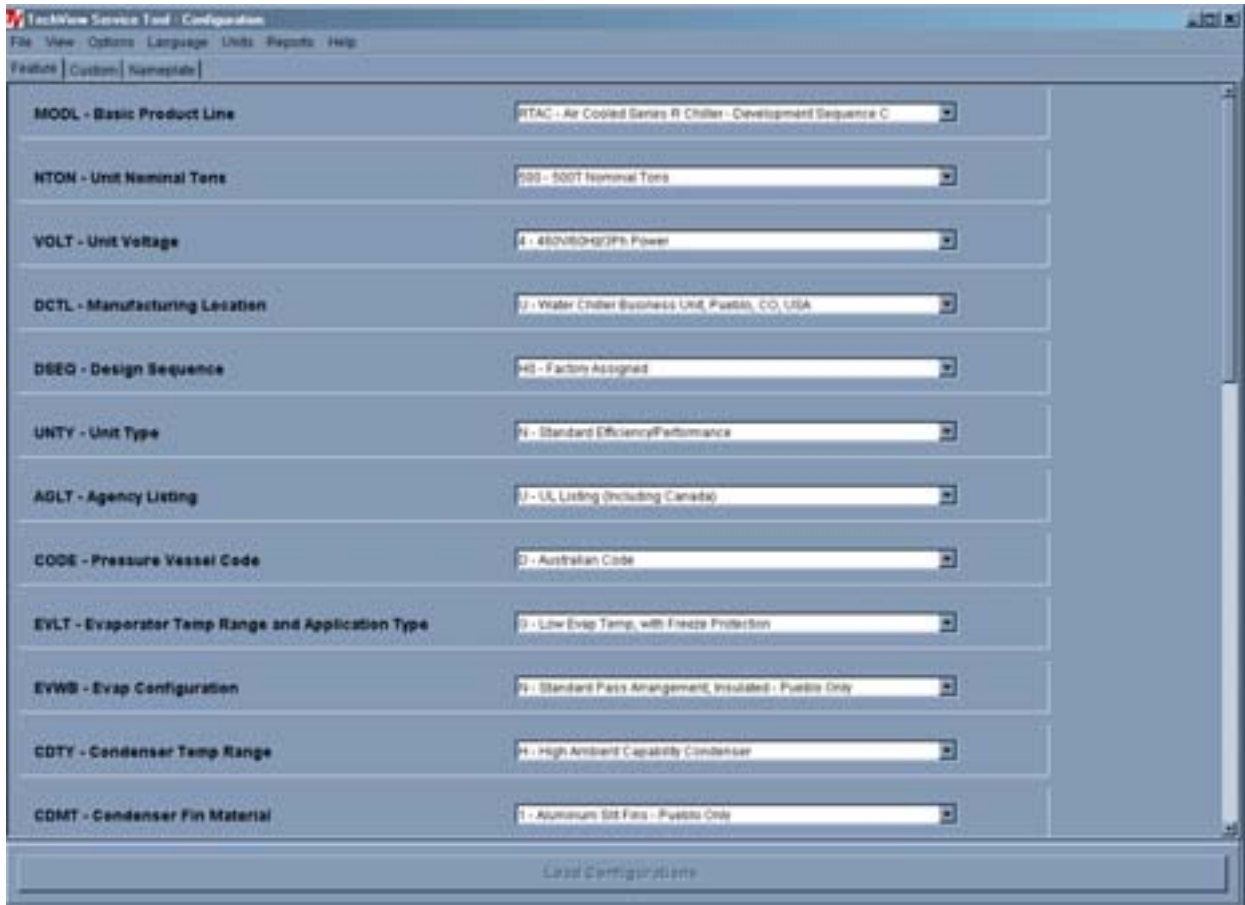 TechView Service Tool - Configuration
File View Options Language Units Reports Help
Feature Custom Nameplate
MODL - Basic Product Line
RTAC - Air Cooled Series R Chiller - Development Sequence C
NTON - Unit Nominal Tons
500 - 500T Nominal Tons
VOLT - Unit Voltage
4 - 460V/60Hz/3Ph Power
DCTL - Manufacturing Location
U - Water Chiller Business Unit, Pueblo, CO, USA
DSEQ - Design Sequence
H0 - Factory Assigned
UNTY - Unit Type
N - Standard Efficiency/Performance
AGLT - Agency Listing
U - UL Listing (Including Canada)
CODE - Pressure Vessel Code
D - Australian Code
EVLT - Evaporator Temp Range and Application Type
- Low Evap Temp, with Freeze Protection
EVWB - Evap Configuration
N - Standard Pass Arrangement, Insulated - Pueblo Only
CDTY - Condenser Temp Range
H - High Ambient Capability Condenser
CDMT - Condenser Fin Material
1 - Aluminum Slit Fins - Pueblo Only
Load Configurations